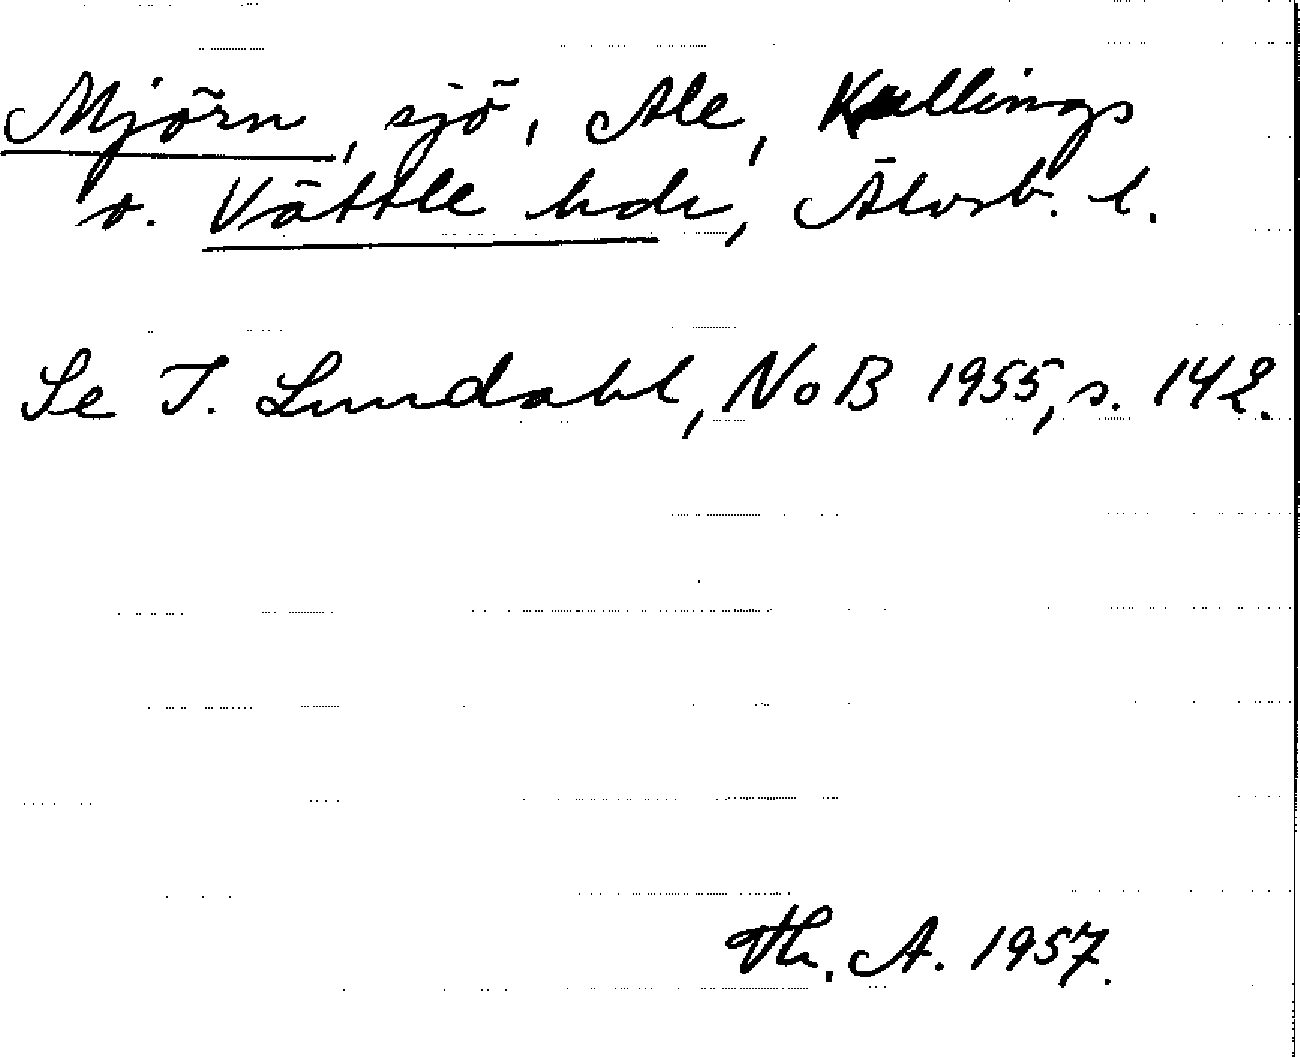 Mjörn, sjö, Ale, Kullings
o. Vättle hdr, Älvsb. l.
Se I. Lundahl, NoB 1955, s. 142.
Th. A. 1957.